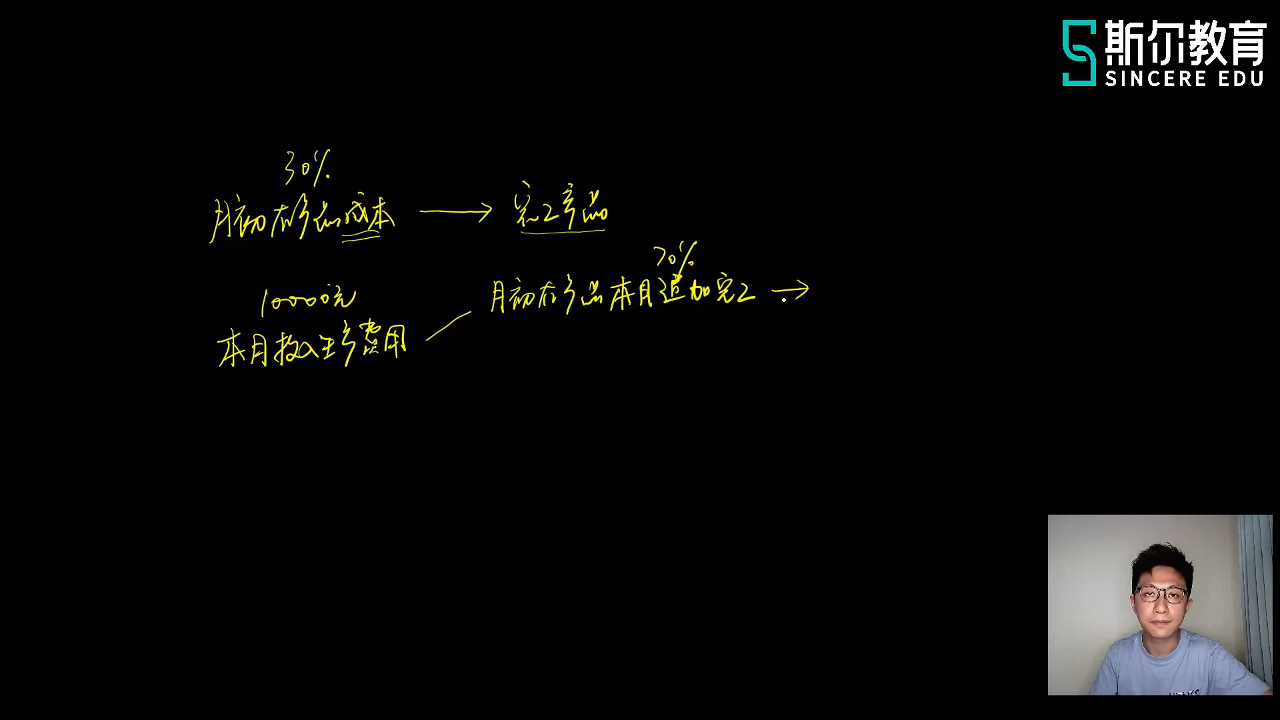 斯尔教育
SINCERE EDU
30%
月初在产品成本 → 完工产品
70%
月初在产品本月追加完工 →
10000元
本月投入生产费用